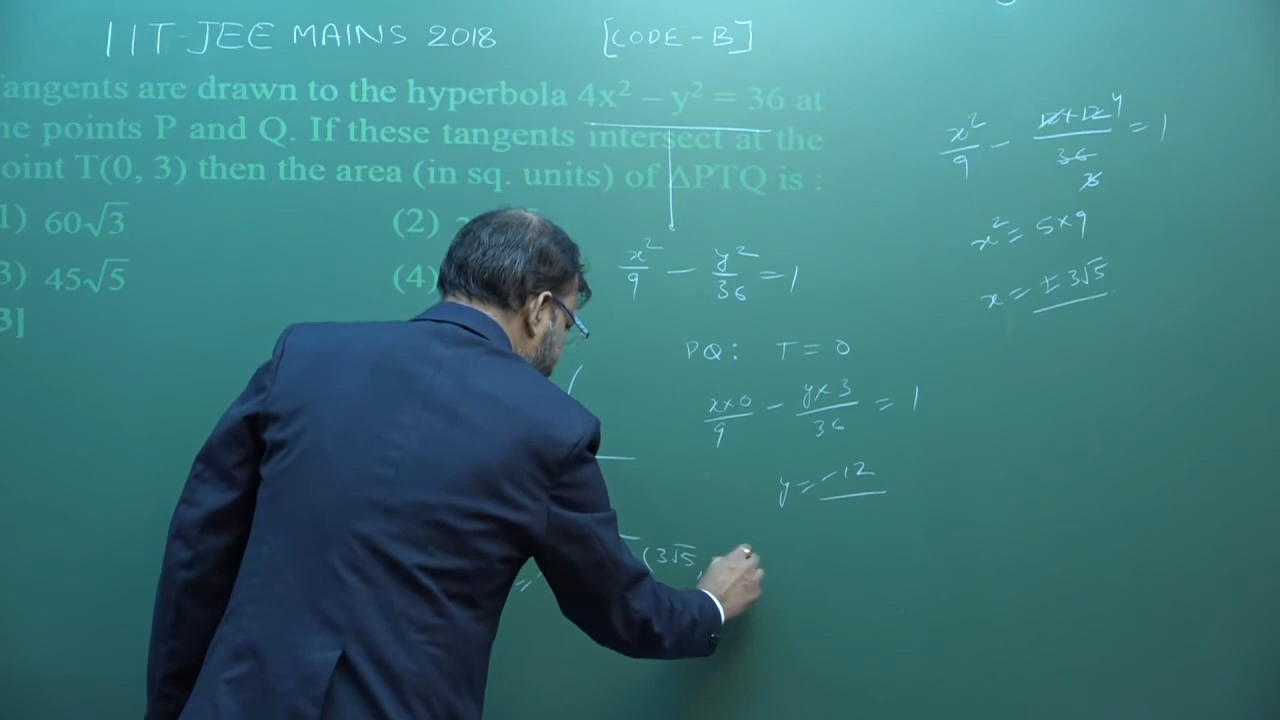 IIT-JEE MAINS 2018 [CODE-B]
angents are drawn to the hyperbola 4x² – y² = 36 at
he points P and Q. If these tangents intersect at the
oint T(0, 3) then the area (in sq. units) of ΔPTQ is :
1) 60√3 (2)
3) 45√5 (4)
3]
x²/9 - y²/36 = 1
PQ: T = 0
x×0/9 - y×3/36 = 1
y = -12
(3√5,
x²/9 - 12×12/36 = 1
4
x² = 5×9
x = ±3√5